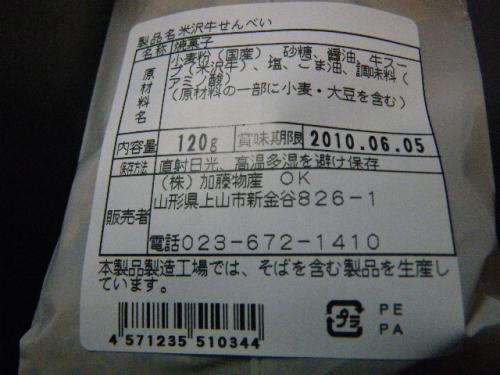 製品名 米沢牛せんべい
名称 焼菓子
原材料名 小麦粉(国産)、砂糖、醤油、牛スー
プ(米沢牛)、塩、ごま油、調味料(
アミノ酸)
(原材料の一部に小麦・大豆を含む)
内容量 120g 賞味期限 2010.06.05
保存方法 直射日光、高温多湿を避け保存
販売者 (株)加藤物産 OK
山形県上山市新金谷826-1
電話023-672-1410
本製品製造工場では、そばを含む製品を生産し
ています。
4 571235 510344
プラ
PE
PA